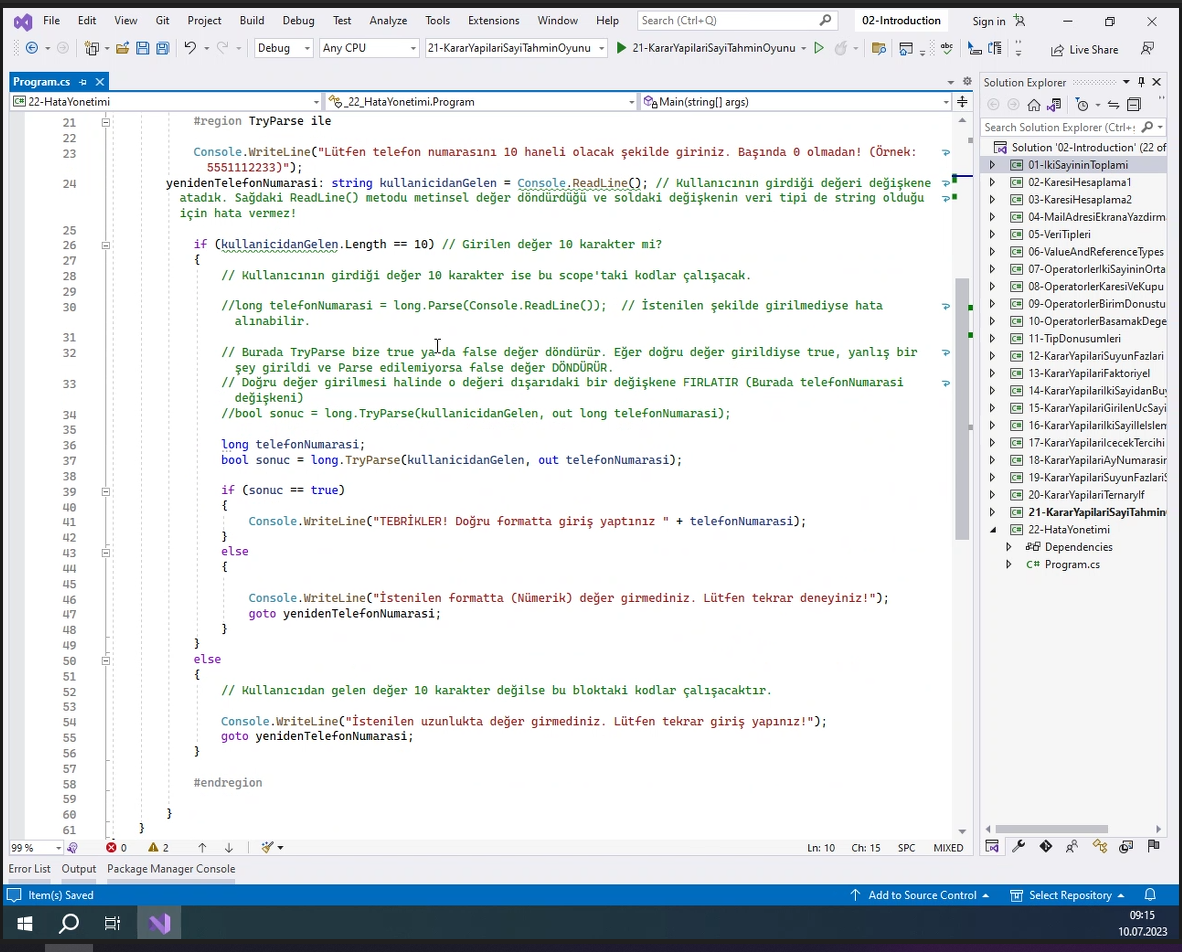 File Edit View Git Project Build Debug Test Analyze Tools Extensions Window Help Search (Ctrl+Q) 02-Introduction Sign in
Debug Any CPU 21-KararYapilariSayiTahminOyunu 21-KararYapilariSayiTahminOyunu Live Share
Program.cs
22-HataYonetimi _22_HataYonetimi.Program Main(string[] args)
21 #region TryParse ile
22
23 Console.WriteLine("Lütfen telefon numarasını 10 haneli olacak şekilde giriniz. Başında 0 olmadan! (Örnek:
5551112233)");
24 yenidenTelefonNumarasi: string kullanicidanGelen = Console.ReadLine(); // Kullanıcının girdiği değeri değişkene
atadık. Sağdaki ReadLine() metodu metinsel değer döndürdüğü ve soldaki değişkenin veri tipi de string olduğu
için hata vermez!
25
26 if (kullanicidanGelen.Length == 10) // Girilen değer 10 karakter mi?
27 {
28 // Kullanıcının girdiği değer 10 karakter ise bu scope'taki kodlar çalışacak.
29
30 //long telefonNumarasi = long.Parse(Console.ReadLine()); // İstenilen şekilde girilmediyse hata
alınabilir.
31
32 // Burada TryParse bize true ya da false değer döndürür. Eğer doğru değer girildiyse true, yanlış bir
şey girildi ve Parse edilemiyorsa false değer DÖNDÜRÜR.
33 // Doğru değer girilmesi halinde o değeri dışarıdaki bir değişkene FIRLATIR (Burada telefonNumarasi
değişkeni)
34 //bool sonuc = long.TryParse(kullanicidanGelen, out long telefonNumarasi);
35
36 long telefonNumarasi;
37 bool sonuc = long.TryParse(kullanicidanGelen, out telefonNumarasi);
38
39 if (sonuc == true)
40 {
41 Console.WriteLine("TEBRİKLER! Doğru formatta giriş yaptınız " + telefonNumarasi);
42 }
43 else
44 {
45
46 Console.WriteLine("İstenilen formatta (Nümerik) değer girmediniz. Lütfen tekrar deneyiniz!");
47 goto yenidenTelefonNumarasi;
48 }
49 }
50 else
51 {
52 // Kullanıcıdan gelen değer 10 karakter değilse bu bloktaki kodlar çalışacaktır.
53
54 Console.WriteLine("İstenilen uzunlukta değer girmediniz. Lütfen tekrar giriş yapınız!");
55 goto yenidenTelefonNumarasi;
56 }
57
58 #endregion
59
60 }
61 }
99 % 0 2 Ln: 10 Ch: 15 SPC MIXED
Solution Explorer
Search Solution Explorer (Ctrl+ş
Solution '02-Introduction' (22 of
01-IkiSayininToplami
02-KaresiHesaplama1
03-KaresiHesaplama2
04-MailAdresiEkranaYazdirm
05-VeriTipleri
06-ValueAndReferenceTypes
07-OperatorlerIkiSayininOrta
08-OperatorlerKaresiVeKupu
09-OperatorlerBirimDonustu
10-OperatorlerBasamakDege
11-TipDonusumleri
12-KararYapilariSuyunFazlari
13-KararYapilariFaktoriyel
14-KararYapilariIkiSayidanBuy
15-KararYapilariGirilenUcSayi
16-KararYapilariIkiSayiIleIslem
17-KararYapilariIcecekTercihi
18-KararYapilariAyNumarasir
19-KararYapilariSuyunFazlariS
20-KararYapilariTernaryIf
21-KararYapilariSayiTahmin
22-HataYonetimi
Dependencies
C# Program.cs
Error List Output Package Manager Console
Item(s) Saved Add to Source Control Select Repository
09:15
10.07.2023